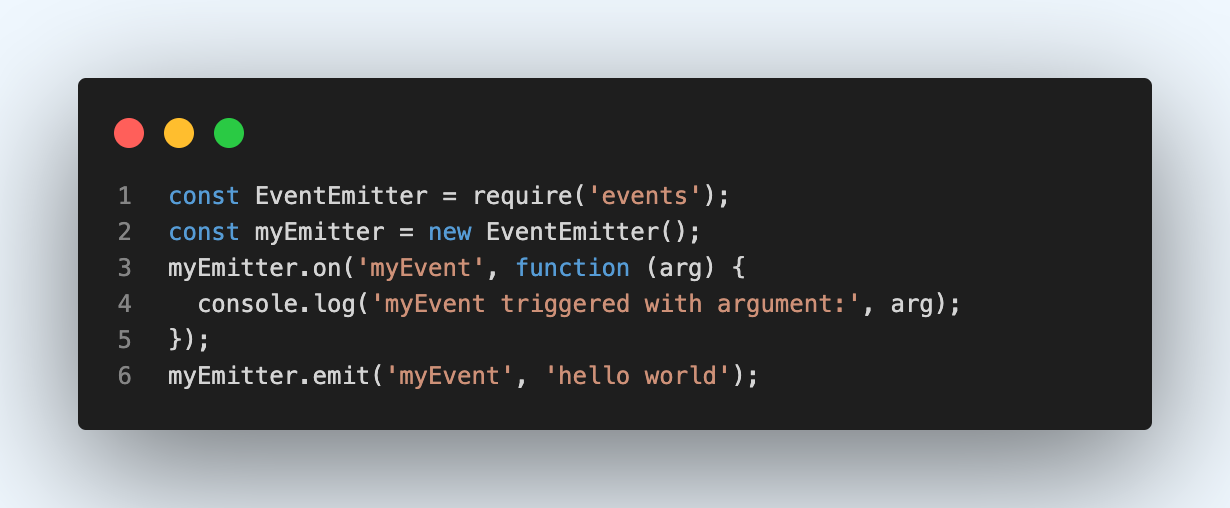 1 const EventEmitter = require('events');
2 const myEmitter = new EventEmitter();
3 myEmitter.on('myEvent', function (arg) {
4   console.log('myEvent triggered with argument:', arg);
5 });
6 myEmitter.emit('myEvent', 'hello world');